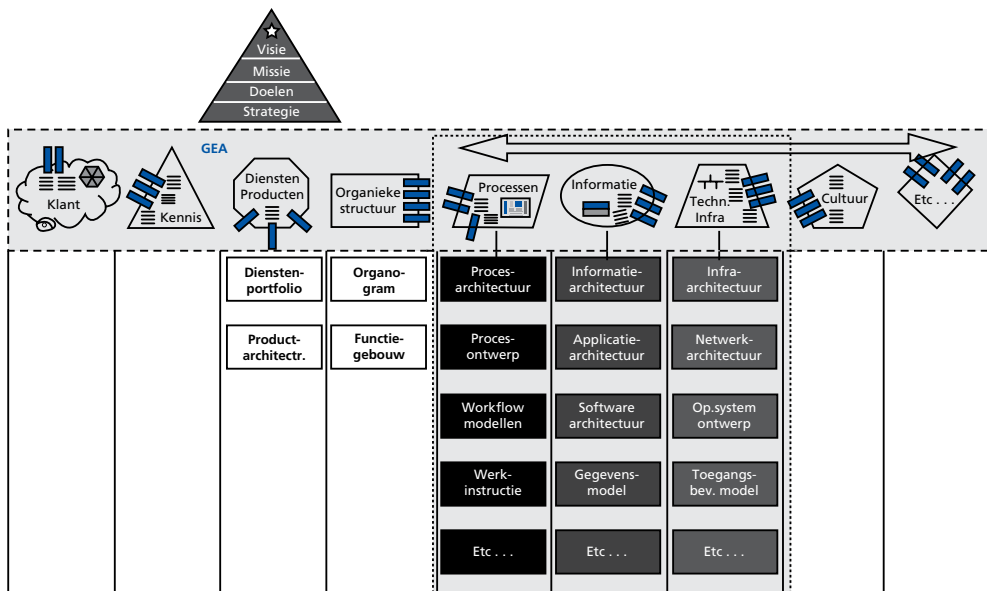 Visie
Missie
Doelen
Strategie
GEA
Klant
Kennis
Diensten
Producten
Organieke
structuur
Processen
Informatie
Techn.
Infra
Cultuur
Etc . . .
Diensten-
portfolio
Organo-
gram
Proces-
architectuur
Informatie-
architectuur
Infra-
architectuur
Product-
architectr.
Functie-
gebouw
Proces-
ontwerp
Applicatie-
architectuur
Netwerk-
architectuur
Workflow
modellen
Software
architectuur
Op.system
ontwerp
Werk-
instructie
Gegevens-
model
Toegangs-
bev. model
Etc . . .
Etc . . .
Etc . . .